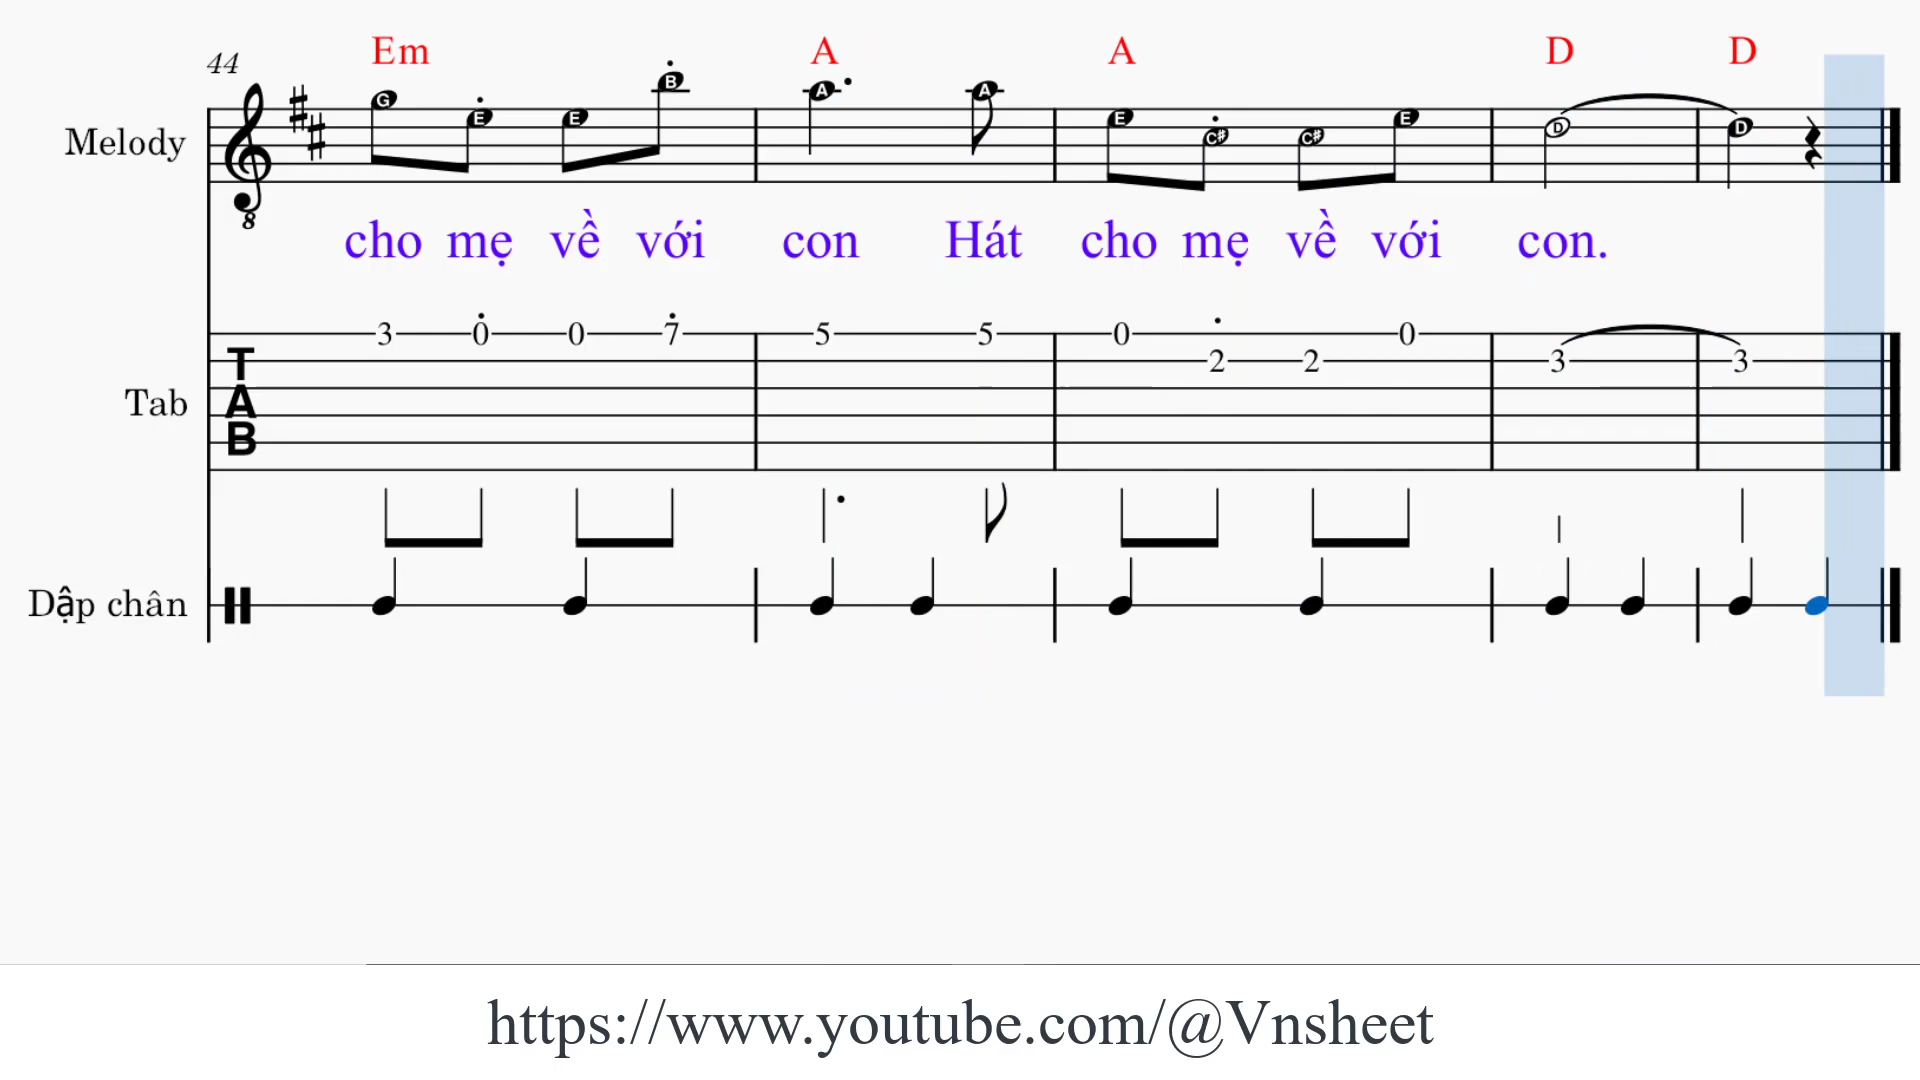 44 Em A A D D
Melody G E E B A A E C# C# E D D
8
cho mẹ về với con Hát cho mẹ về với con.
3 0 0 7 5 5 0 2 2 0 3 3
Tab TAB
Dập chân
https://www.youtube.com/@Vnsheet